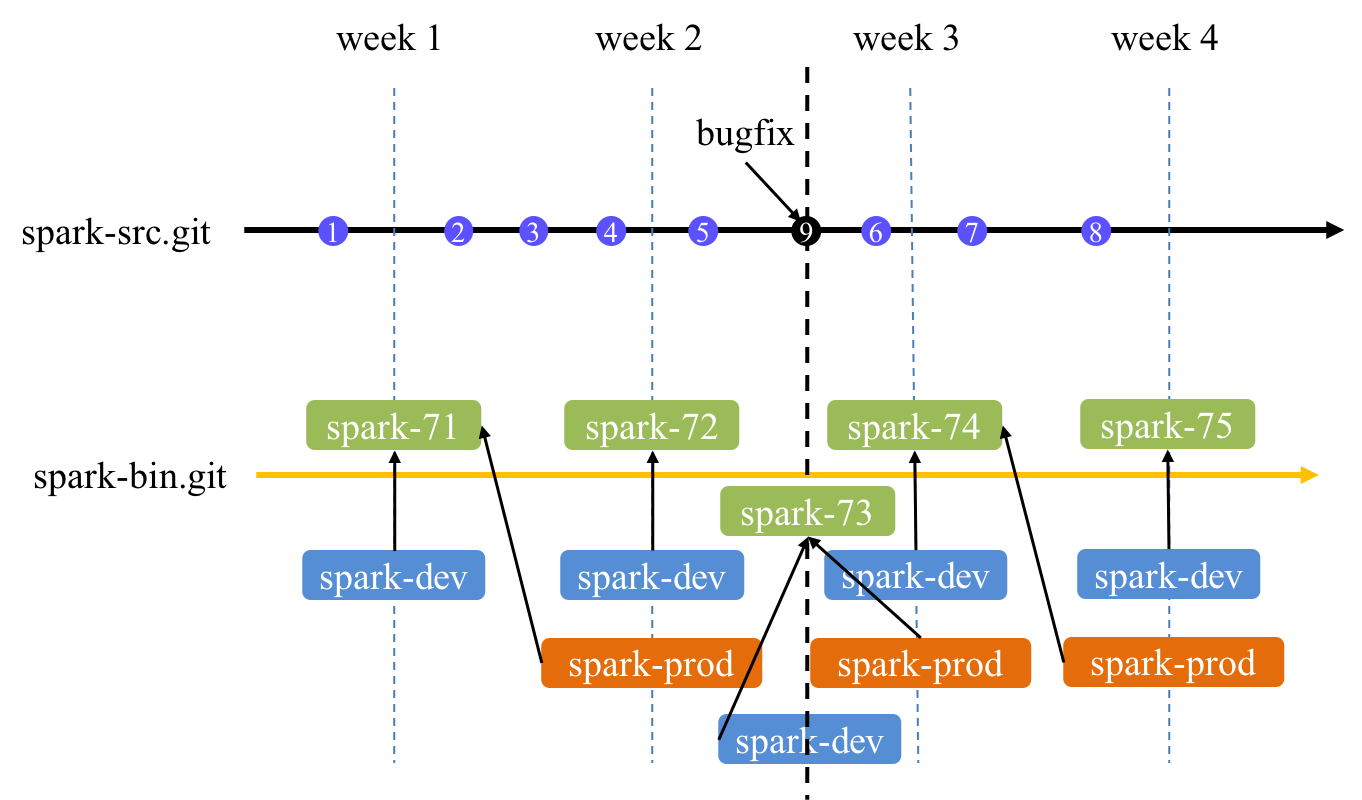 week 1
week 2
week 3
week 4
bugfix
spark-src.git
1
2
3
4
5
9
6
7
8
spark-71
spark-72
spark-74
spark-75
spark-bin.git
spark-73
spark-dev
spark-dev
spark-dev
spark-dev
spark-prod
spark-prod
spark-prod
spark-dev